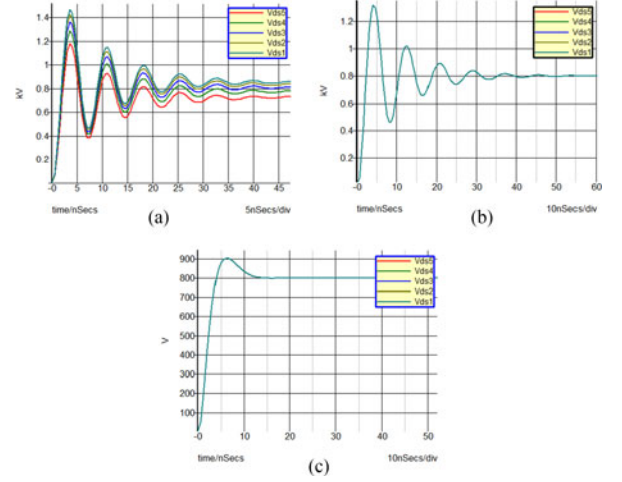 1.4
1.2
1
0.8
0.6
0.4
0.2
kV
Vds5
Vds4
Vds3
Vds2
Vds1
-0 5 10 15 20 25 30 35 40 45
time/nSecs 5nSecs/div
(a)
1.2
1
0.8
0.6
0.4
0.2
kV
Vds5
Vds4
Vds3
Vds2
Vds1
-0 10 20 30 40 50 60
time/nSecs 10nSecs/div
(b)
900
800
700
600
500
400
300
200
100
V
Vds5
Vds4
Vds3
Vds2
Vds1
-0 10 20 30 40 50
time/nSecs 10nSecs/div
(c)